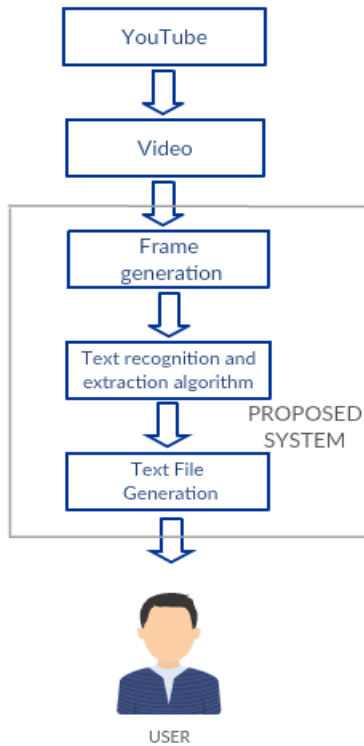 YouTube
Video
Frame
generation
Text recognition and
extraction algorithm
PROPOSED
SYSTEM
Text File
Generation
USER